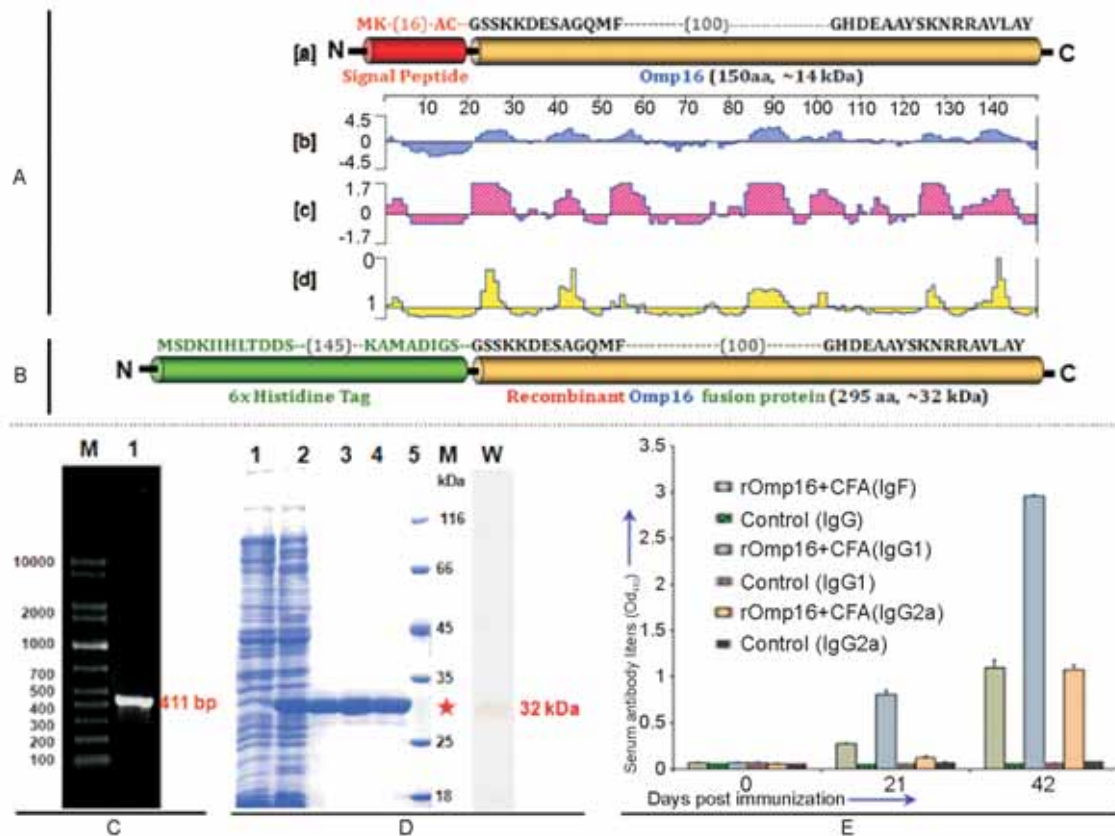 MK-(16)-AC--GSSKKDESAGQMF--------------(100)--------------GHDEAAYSKNRRAVLAY
[a] N C
Signal Peptide Omp16 (150aa, ~14 kDa)
10 20 30 40 50 60 70 80 90 100 110 120 130 140
4.5
[b] 0
-4.5
A
1.7
[c] 0
-1.7
0
[d]
1
MSDKIIHLTDDS--(145)--KAMADIGS--GSSKKDESAGQMF--------------(100)--------------GHDEAAYSKNRRAVLAY
B N C
6x Histidine Tag Recombinant Omp16 fusion protein (295 aa, ~32 kDa)
M 1
10000
2000
1000
700
500
400
300
200
100
411 bp
C
1 2 3 4 5 M W
kDa
116
66
45
35
★ 32 kDa
25
18
D
3.5
3
2.5
2
1.5
1
0.5
0
Serum antibody liters (Od
rOmp16+CFA(IgF)
Control (IgG)
rOmp16+CFA(IgG1)
Control (IgG1)
rOmp16+CFA(IgG2a)
Control (IgG2a)
0 21 42
Days post immunization
E